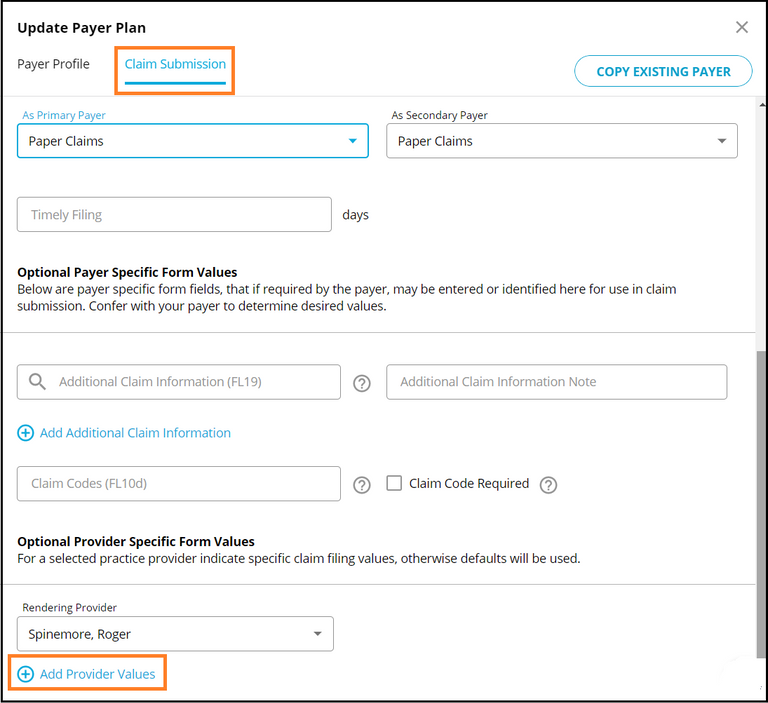 Update Payer Plan
Payer Profile
Claim Submission
COPY EXISTING PAYER
As Primary Payer
As Secondary Payer
Paper Claims
Paper Claims
Timely Filing
days
Optional Payer Specific Form Values
Below are payer specific form fields, that if required by the payer, may be entered or identified here for use in claim
submission. Confer with your payer to determine desired values.
Additional Claim Information (FL19)
Additional Claim Information Note
Add Additional Claim Information
Claim Codes (FL10d)
Claim Code Required
Optional Provider Specific Form Values
For a selected practice provider indicate specific claim filing values, otherwise defaults will be used.
Rendering Provider
Spinemore, Roger
Add Provider Values